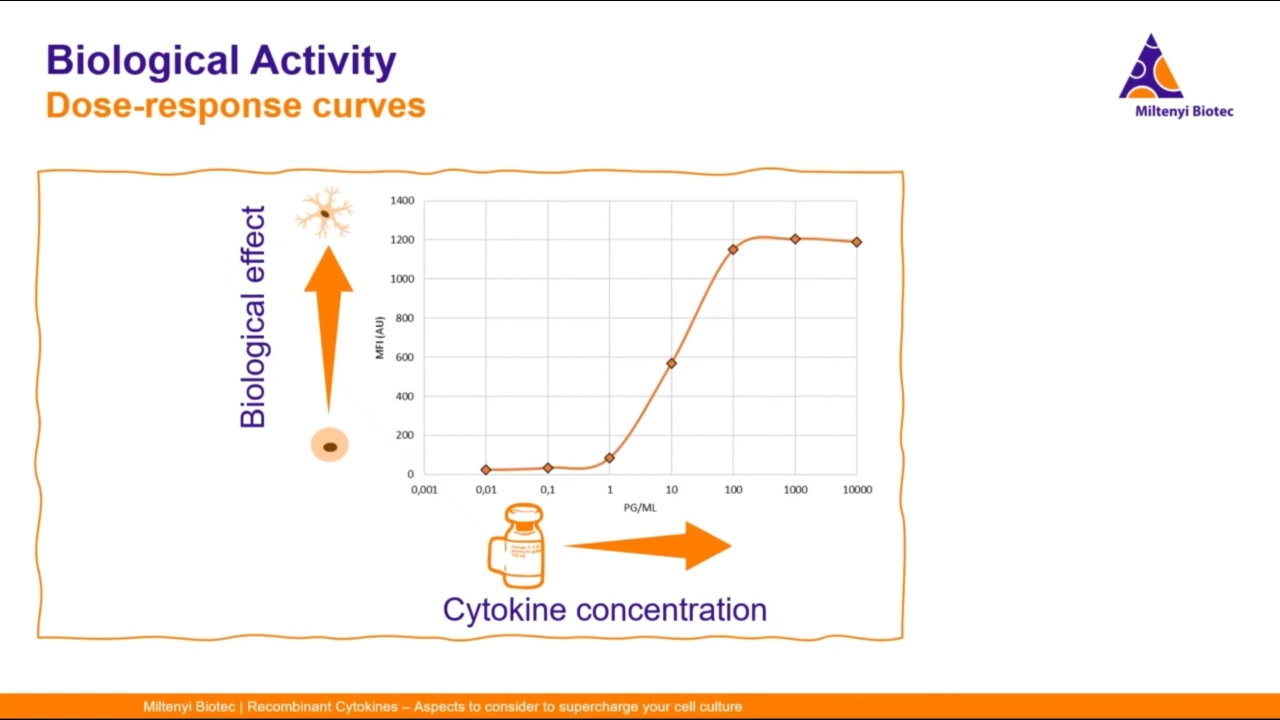 Biological Activity
Dose-response curves
Miltenyi Biotec
Biological effect
MFI (AU)
1400
1200
1000
800
600
400
200
0
0,001 0,01 0,1 1 10 100 1000 10000
PG/ML
Cytokine concentration
Miltenyi Biotec | Recombinant Cytokines – Aspects to consider to supercharge your cell culture